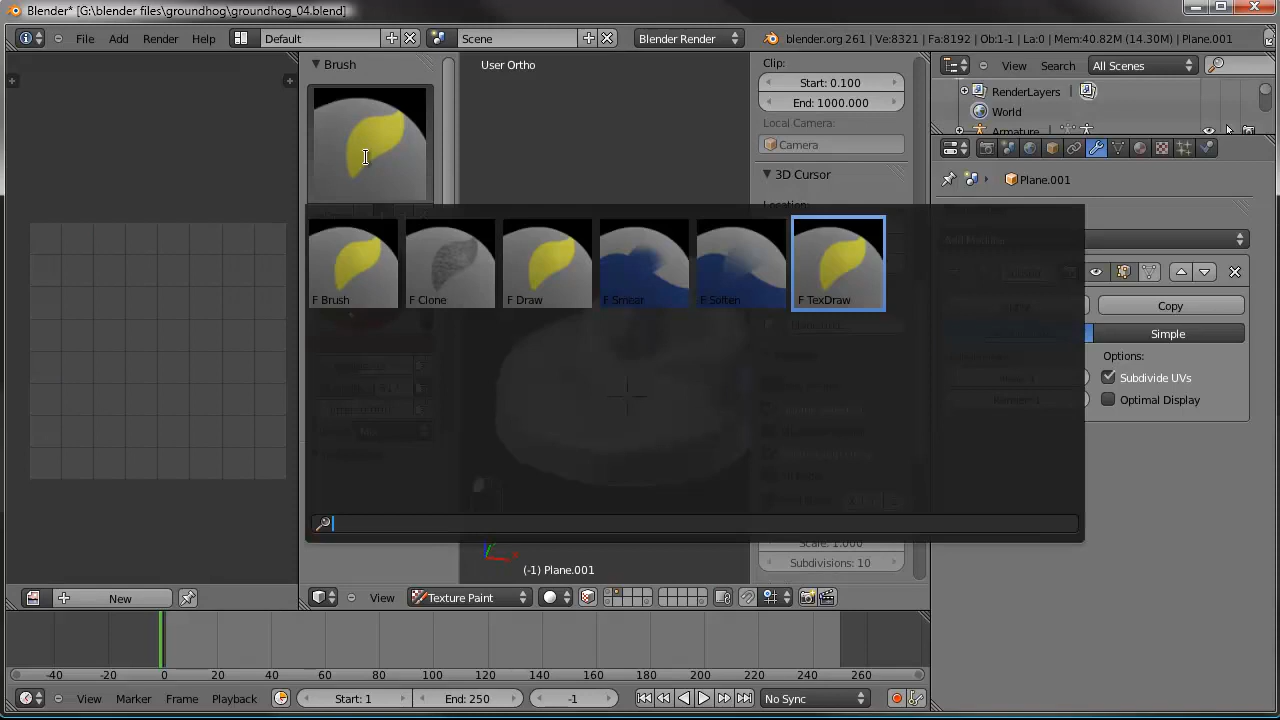 Blender* [G:\blender files\groundhog\groundhog_04.blend]
File Add Render Help Default Scene Blender Render blender.org 261 | Ve:8321 | Fa:8192 | Ob:1-1 | La:0 | Mem:40.82M (14.30M) | Plane.001
Brush
User Ortho
Clip:
Start: 0.100
End: 1000.000
Local Camera:
Camera
3D Cursor
Location:
View Search All Scenes
RenderLayers
World
Armature
Plane.001
Add Modifier
F Brush F Clone F Draw F Smear F Soften F TexDraw
Copy
Simple
Options:
Subdivide UVs
Optimal Display
Scale: 1.000
Subdivisions: 10
(-1) Plane.001
New
View Texture Paint
-40 -20 0 20 40 60 80 100 120 140 160 180 200 220 240 260
View Marker Frame Playback Start: 1 End: 250 -1 No Sync